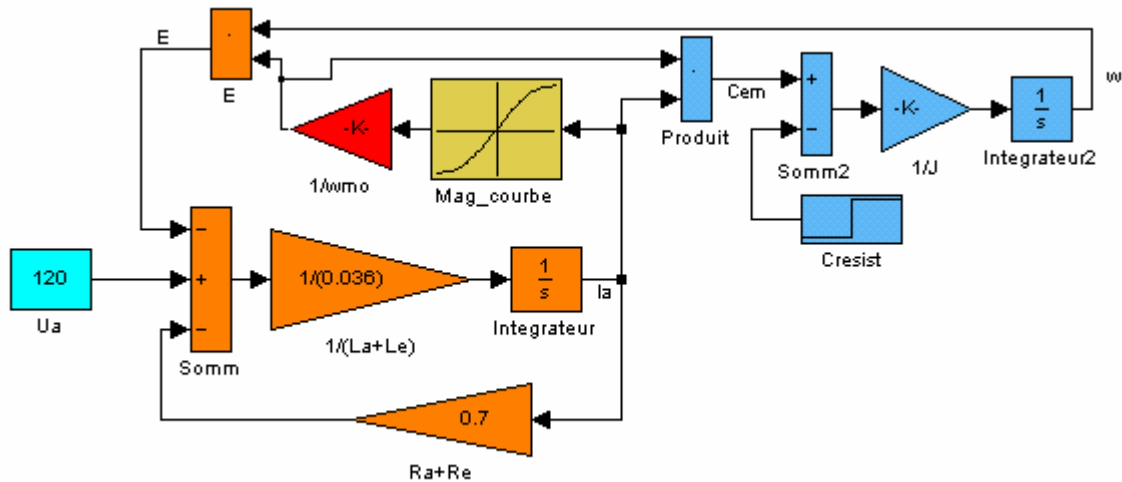 E
E
Cem
w
-K-
1/wmo
Mag_courbe
Produit
+
−
Somm2
-K-
1/J
1
s
Integrateur2
Cresist
120
Ua
−
+
−
Somm
1/(0.036)
1/(La+Le)
1
s
Integrateur
Ia
0.7
Ra+Re